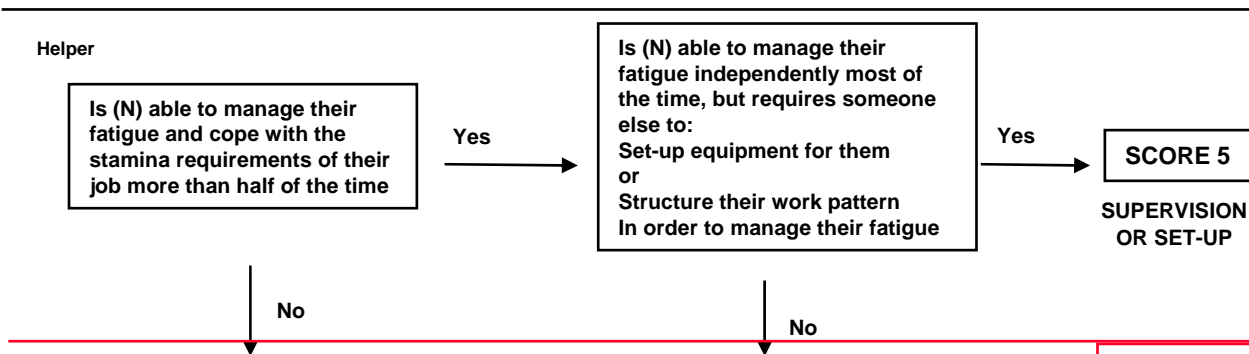 Helper
Is (N) able to manage their
fatigue and cope with the
stamina requirements of their
job more than half of the time
Yes
Is (N) able to manage their
fatigue independently most of
the time, but requires someone
else to:
Set-up equipment for them
or
Structure their work pattern
In order to manage their fatigue
Yes
SCORE 5
SUPERVISION
OR SET-UP
No
No